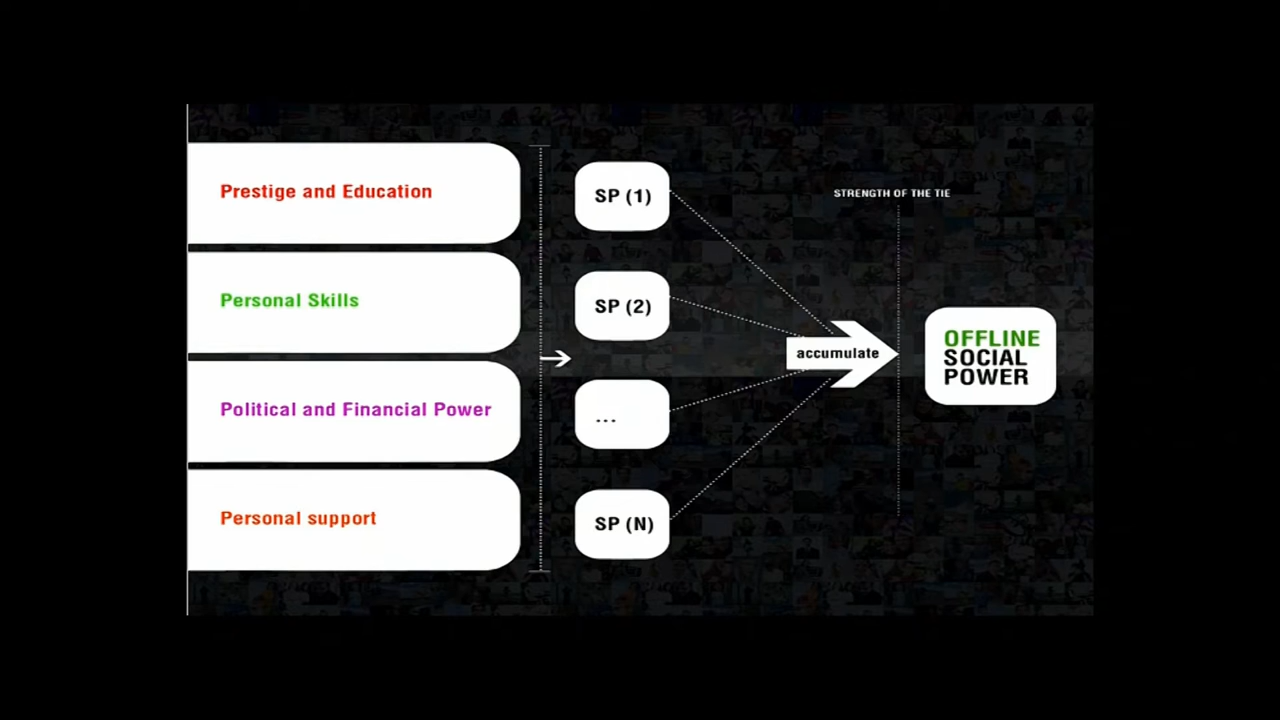 Prestige and Education
Personal Skills
Political and Financial Power
Personal support
SP (1)
SP (2)
...
SP (N)
STRENGTH OF THE TIE
accumulate
OFFLINE
SOCIAL
POWER